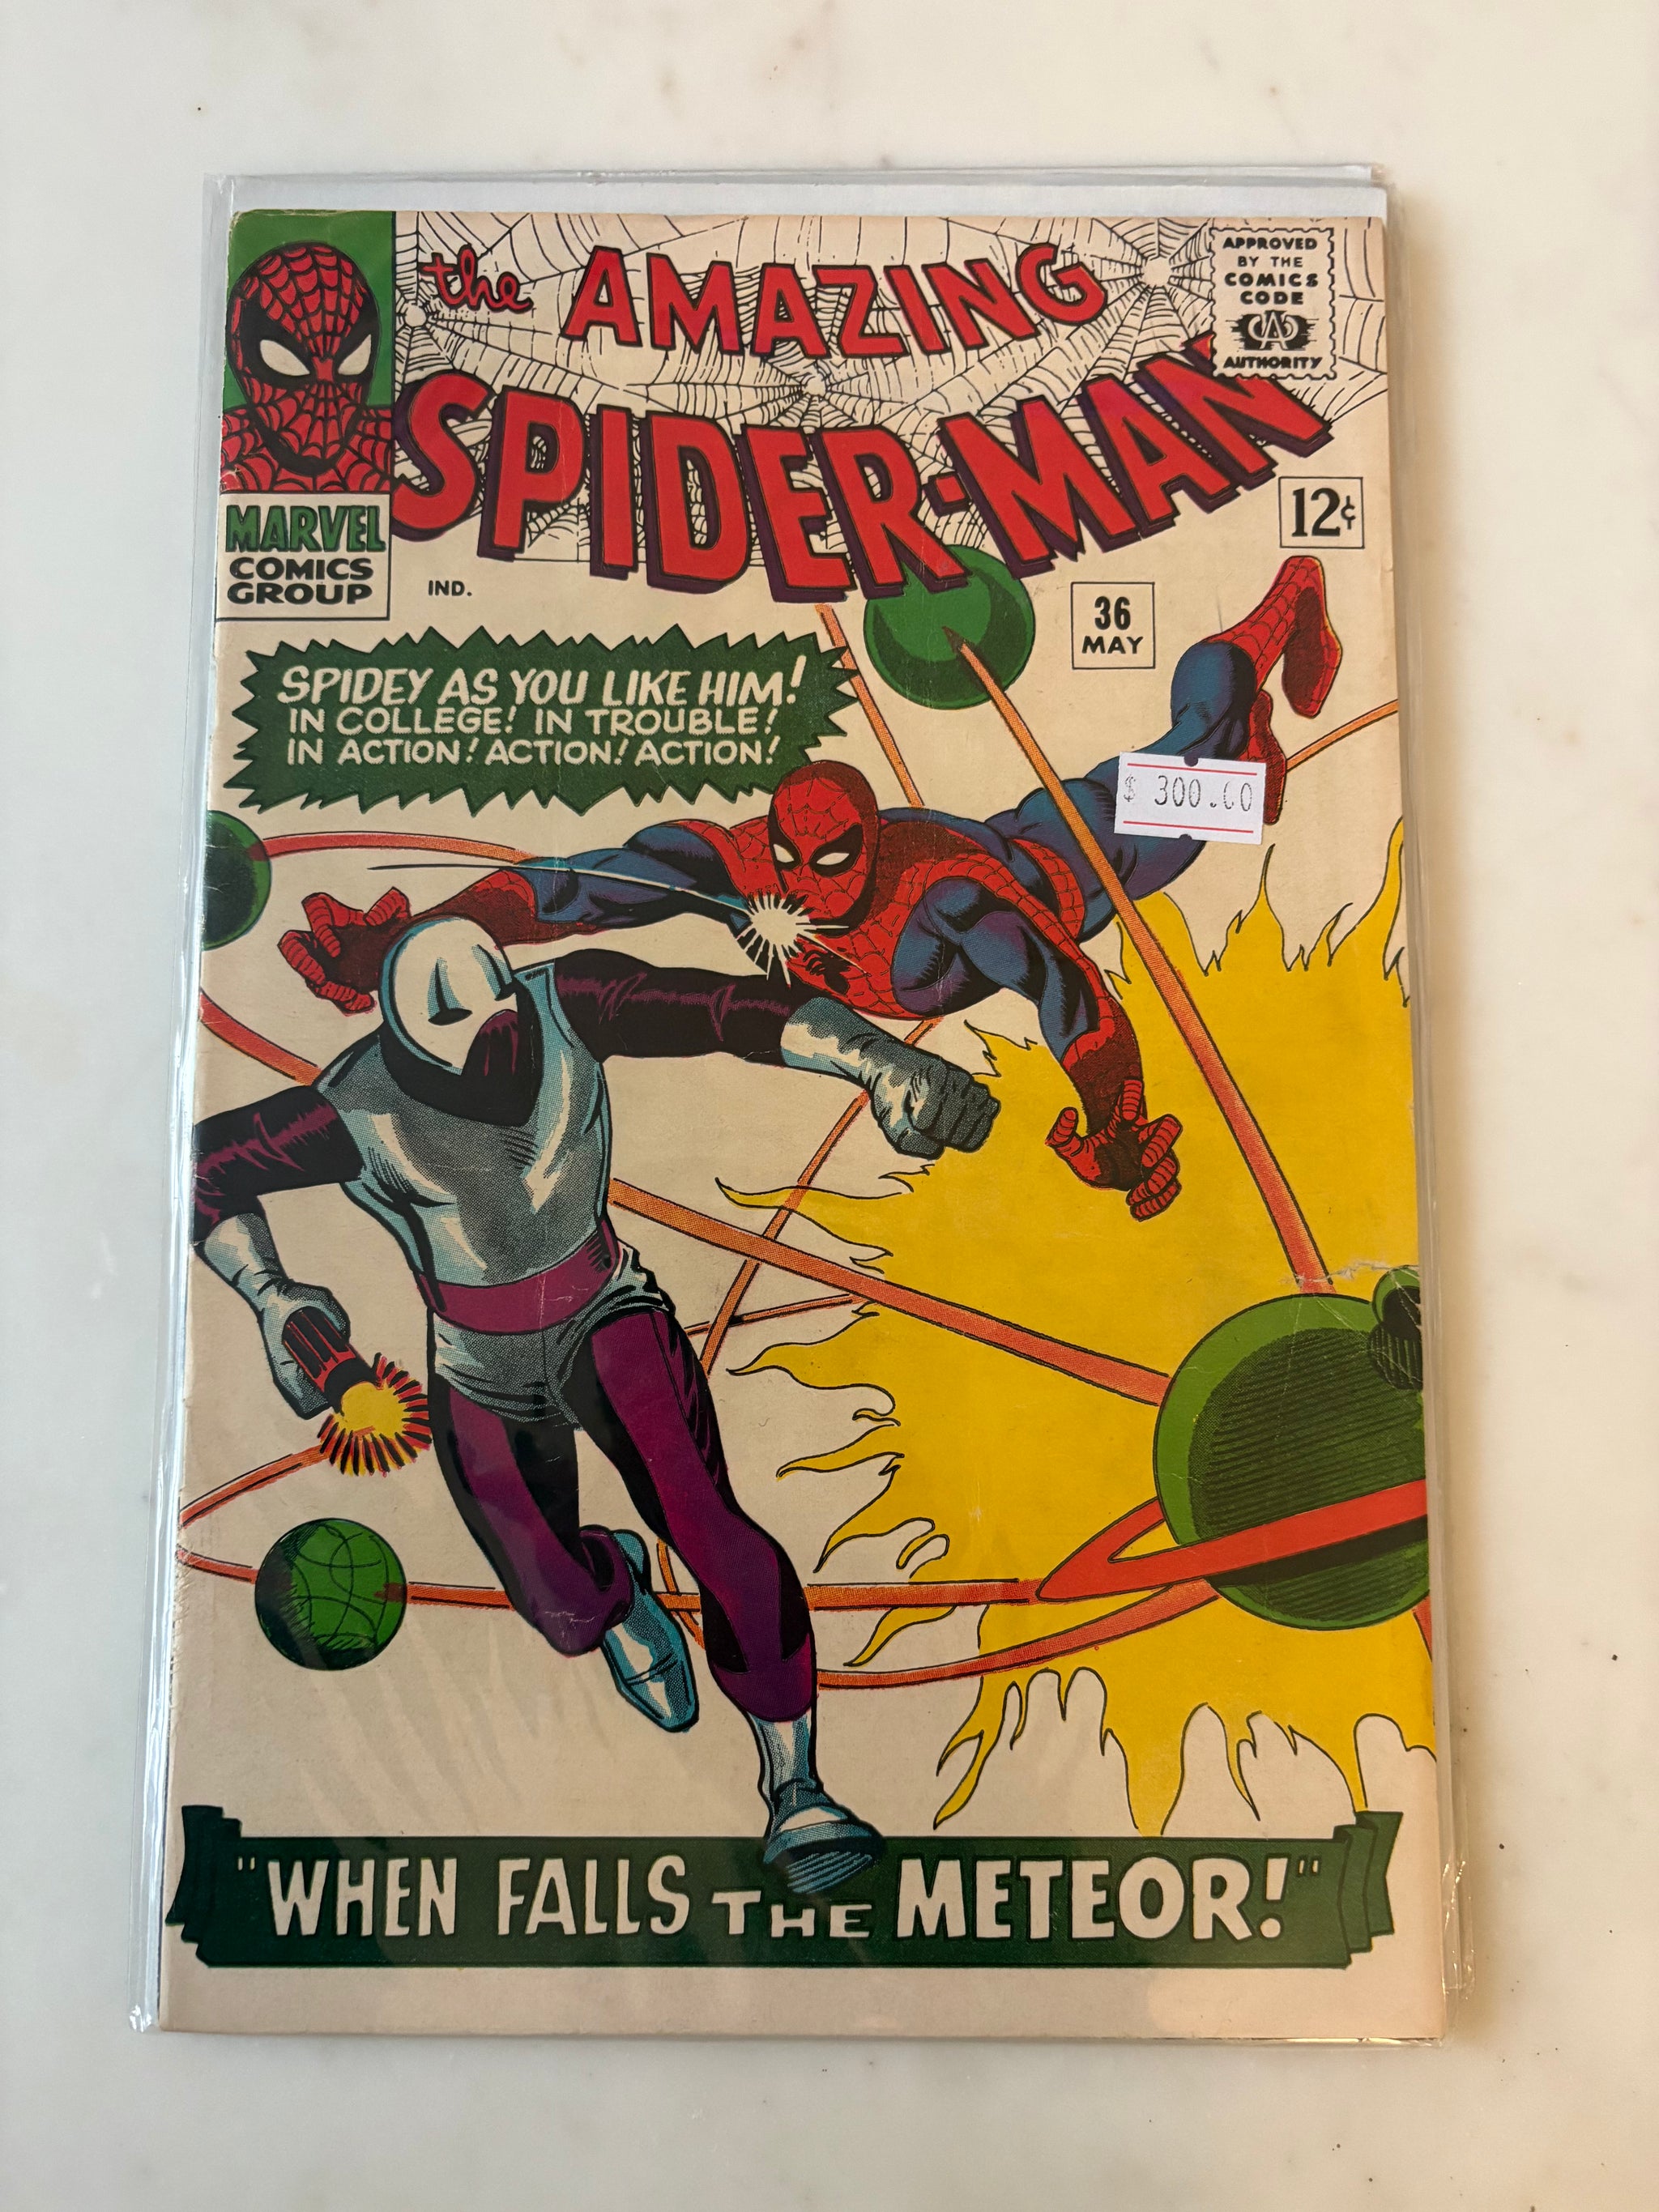 APPROVED
BY THE
COMICS
CODE
CA
AUTHORITY
the AMAZING
SPIDER-MAN
MARVEL
COMICS
GROUP
IND.
12¢
36
MAY
SPIDEY AS YOU LIKE HIM!
IN COLLEGE! IN TROUBLE!
IN ACTION! ACTION! ACTION!
$ 300.00
"WHEN FALLS THE METEOR!"